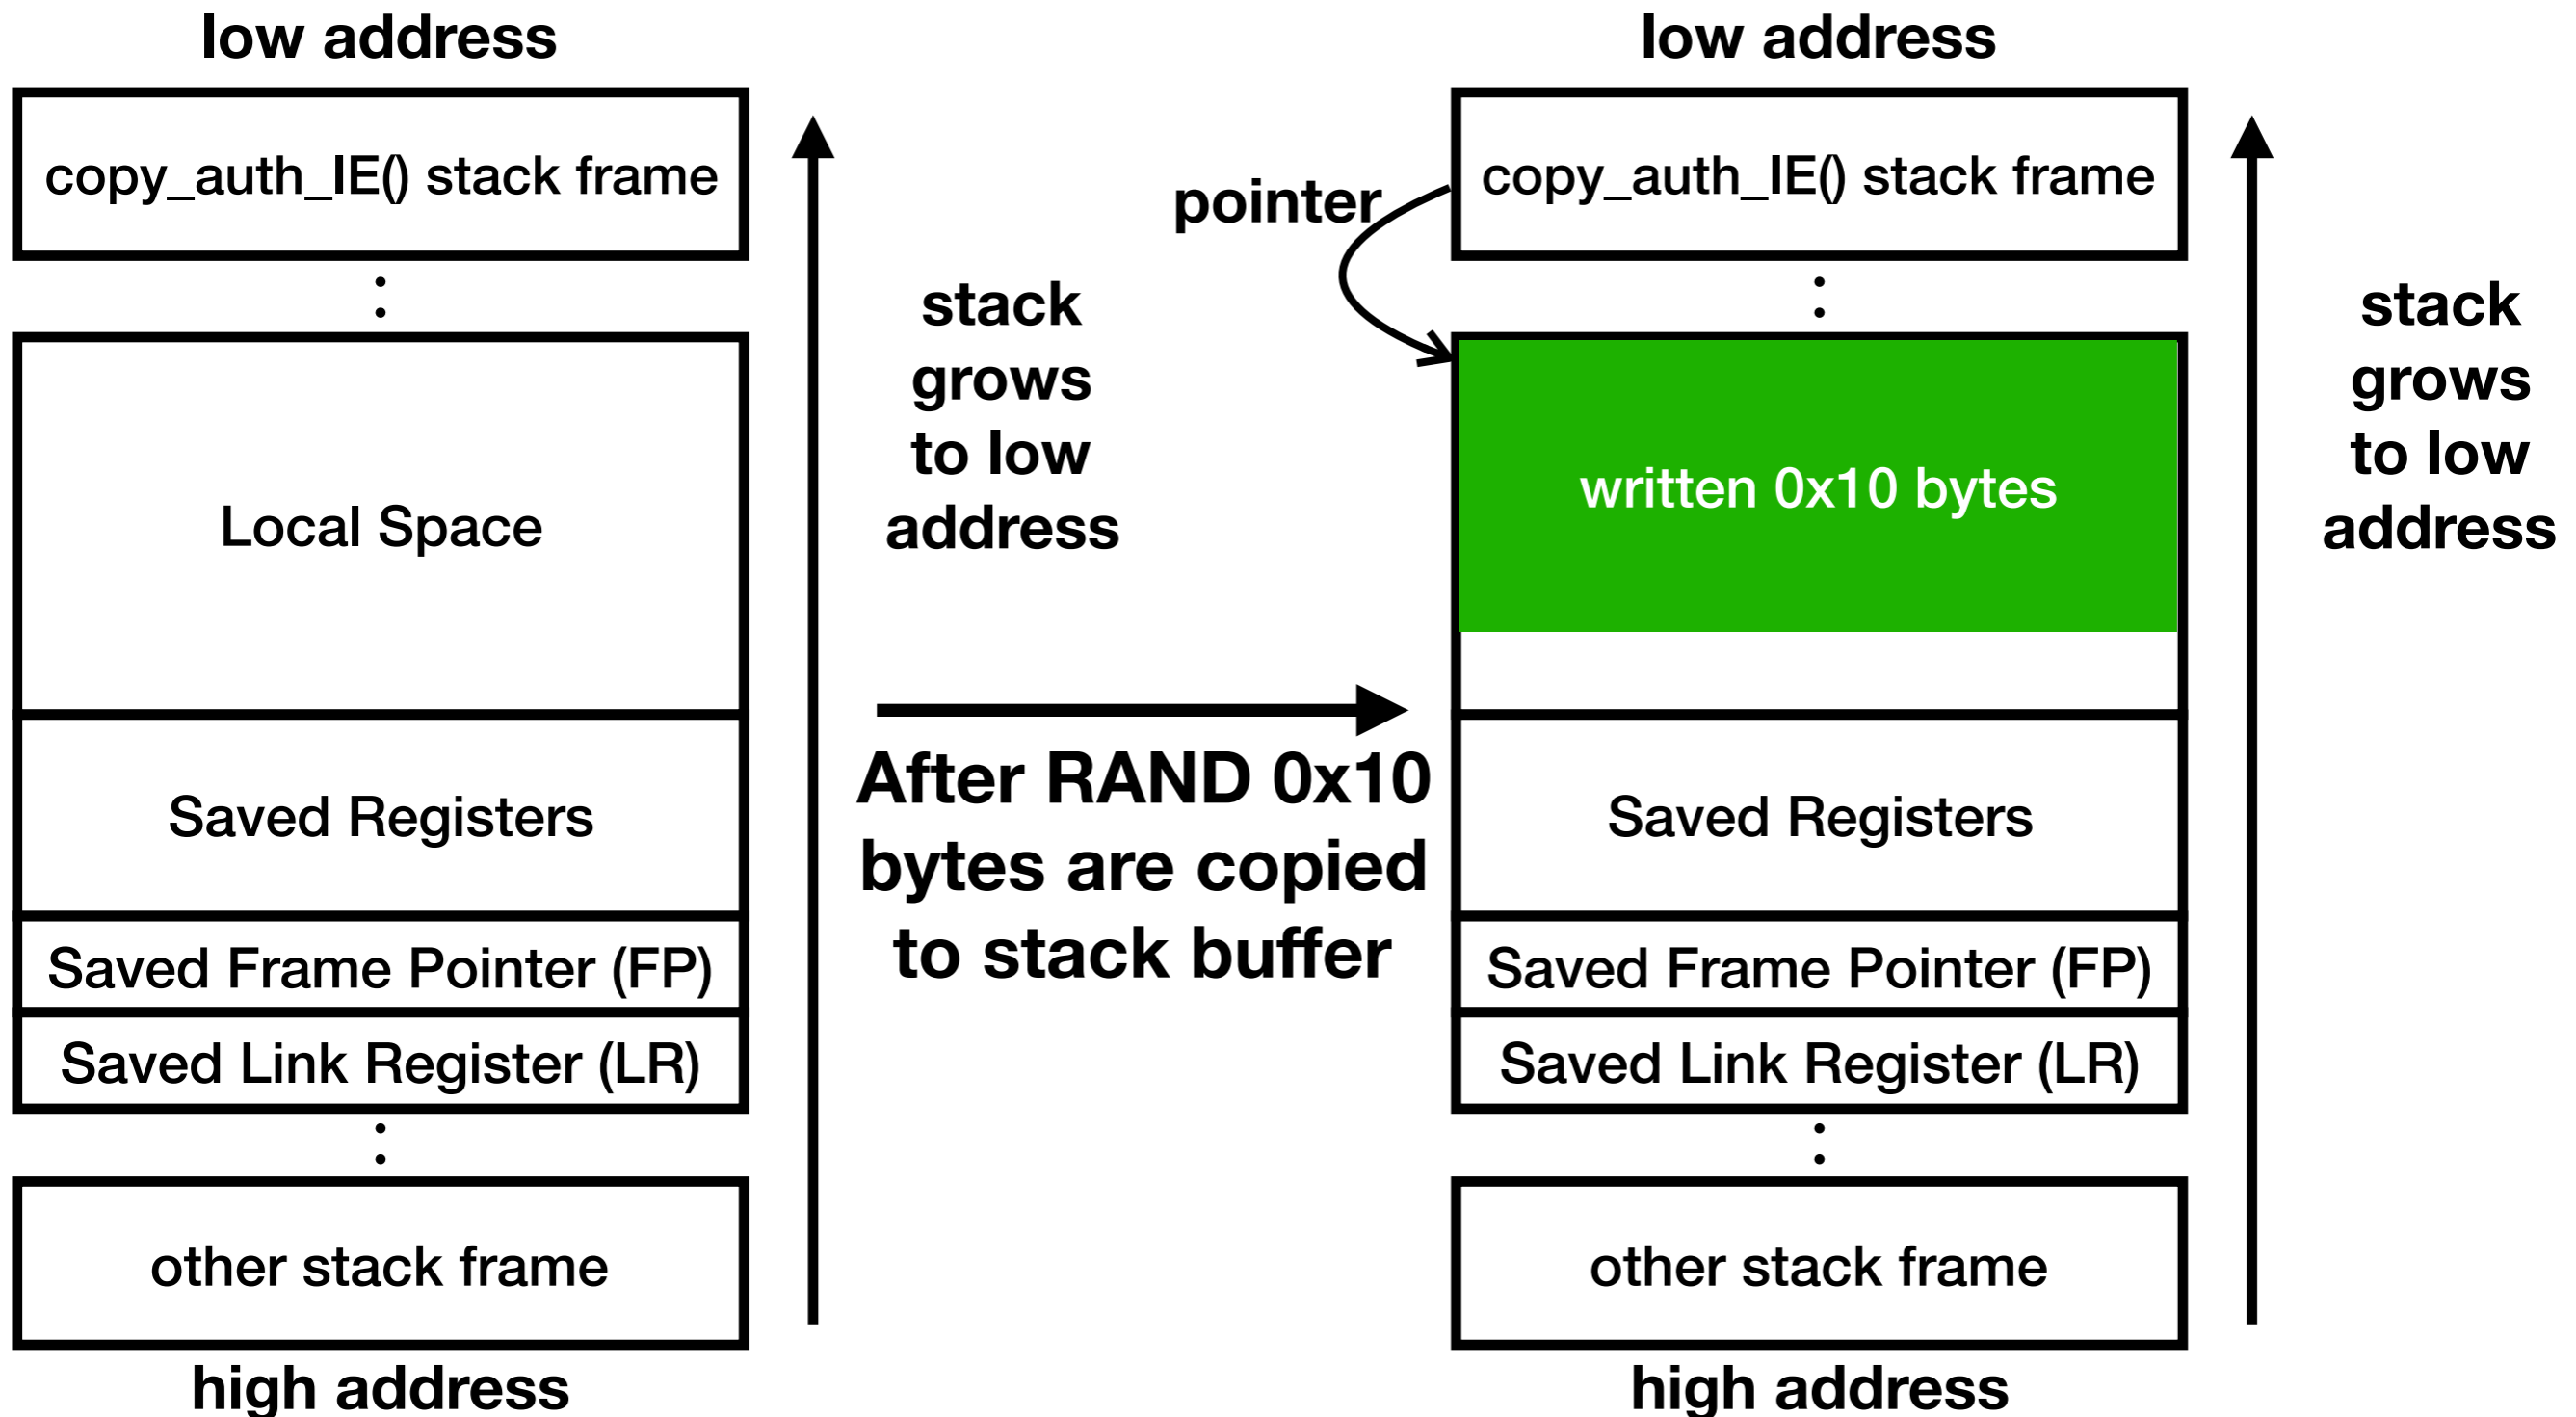 low address
copy_auth_IE() stack frame
:
Local Space
Saved Registers
Saved Frame Pointer (FP)
Saved Link Register (LR)
:
other stack frame
high address
stack
grows
to low
address
After RAND 0x10
bytes are copied
to stack buffer
low address
pointer
copy_auth_IE() stack frame
:
written 0x10 bytes
Saved Registers
Saved Frame Pointer (FP)
Saved Link Register (LR)
:
other stack frame
high address
stack
grows
to low
address